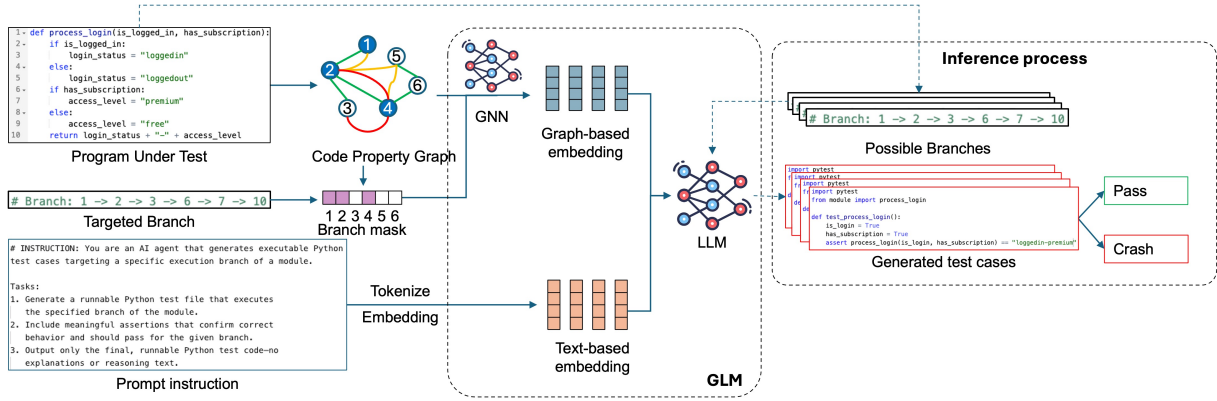 1 def process_login(is_logged_in, has_subscription):
2 if is_logged_in:
3 login_status = "loggedin"
4 else:
5 login_status = "loggedout"
6 if has_subscription:
7 access_level = "premium"
8 else:
9 access_level = "free"
10 return login_status + "-" + access_level
Program Under Test
# Branch: 1 -> 2 -> 3 -> 6 -> 7 -> 10
Targeted Branch
# INSTRUCTION: You are an AI agent that generates executable Python
test cases targeting a specific execution branch of a module.
Tasks:
1. Generate a runnable Python test file that executes
the specified branch of the module.
2. Include meaningful assertions that confirm correct
behavior and should pass for the given branch.
3. Output only the final, runnable Python test code—no
explanations or reasoning text.
Prompt instruction
1
2
5
6
3
4
Code Property Graph
1 2 3 4 5 6
Branch mask
Tokenize
Embedding
GNN
Graph-based
embedding
Text-based
embedding
LLM
GLM
Inference process
# Branch: 1 -> 2 -> 3 -> 6 -> 7 -> 10
Possible Branches
import pytest
import pytest
import pytest
import pytest
from module import process_login
def test_process_login():
is_login = True
has_subscription = True
assert process_login(is_login, has_subscription) == "loggedin-premium"
Generated test cases
Pass
Crash